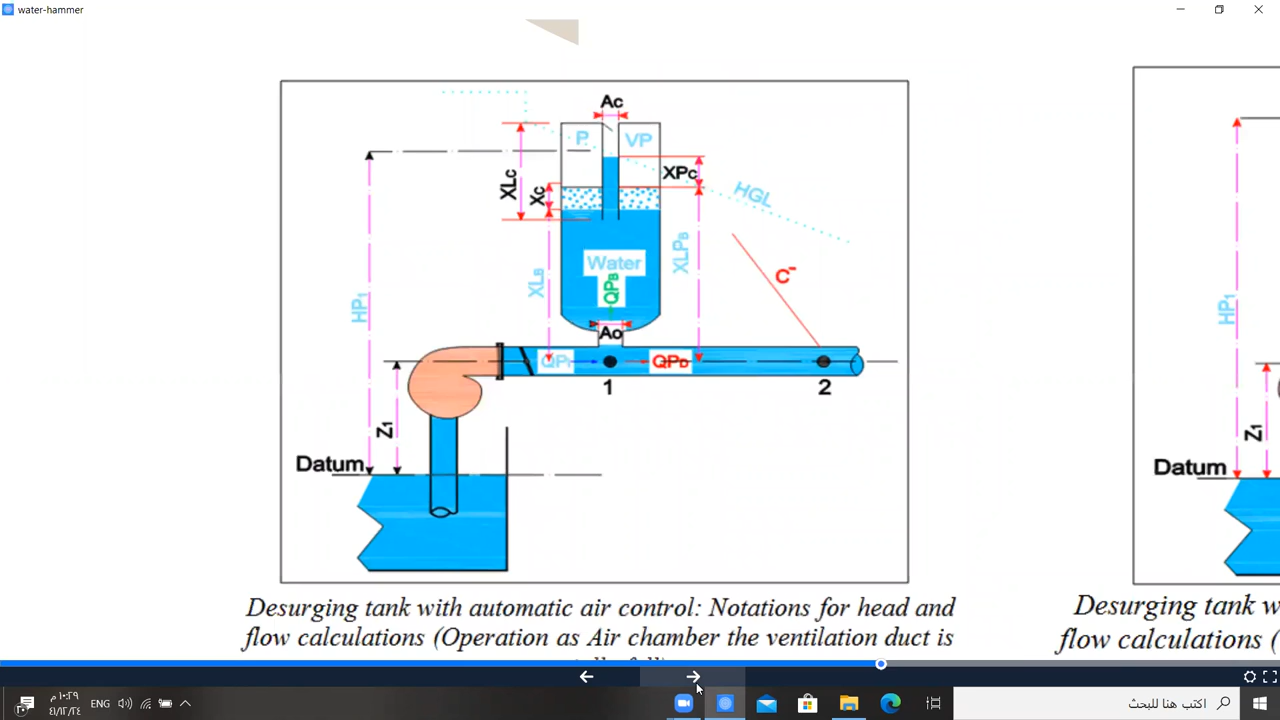 water-hammer
Ac
P
VP
XLc
Xc
XPc
HGL
HP1
XLB
Water
QPB
XLPB
C-
Ao
QPD
1
2
Z1
Datum
Desurging tank with automatic air control: Notations for head and
flow calculations (Operation as Air chamber the ventilation duct is
HP1
Z1
Datum
Desurging tank w
flow calculations (
ENG
اكتب هنا للبحث